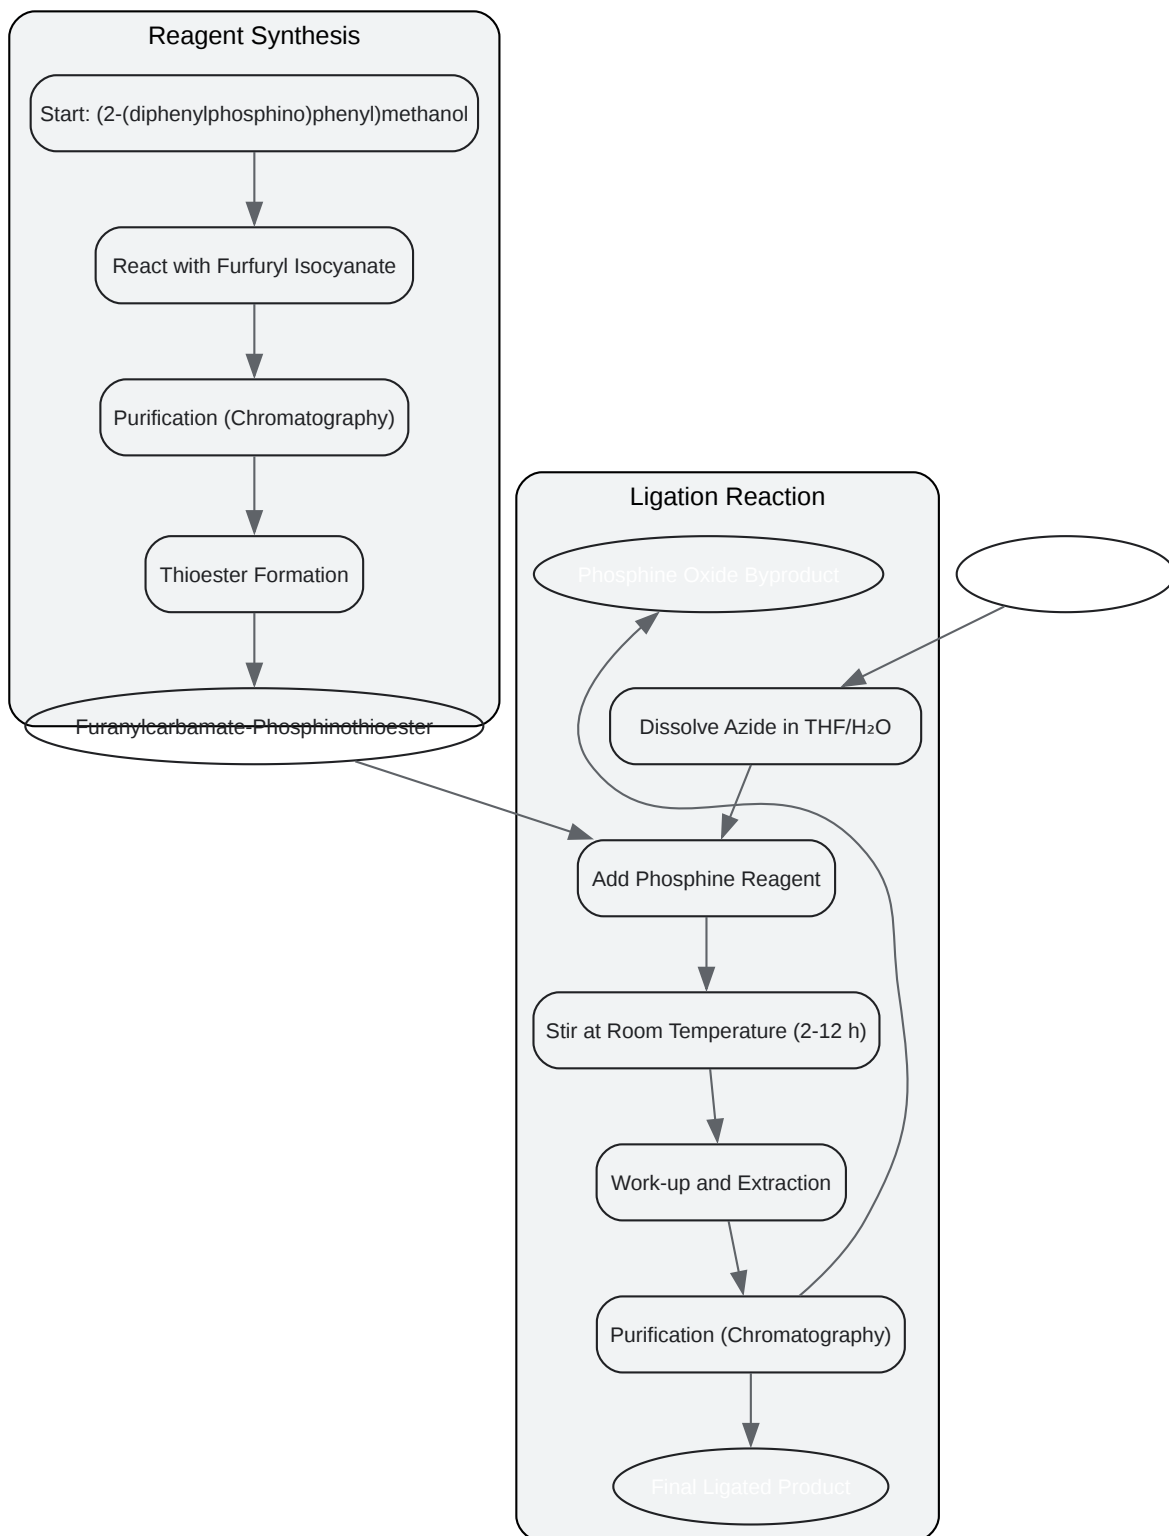 Reagent Synthesis
Start: (2-(diphenylphosphino)phenyl)methanol
React with Furfuryl Isocyanate
Purification (Chromatography)
Thioester Formation
Furanylcarbamate-Phosphinothioester
Ligation Reaction
Phosphine Oxide Byproduct
Dissolve Azide in THF/H₂O
Add Phosphine Reagent
Stir at Room Temperature (2-12 h)
Work-up and Extraction
Purification (Chromatography)
Final Ligated Product